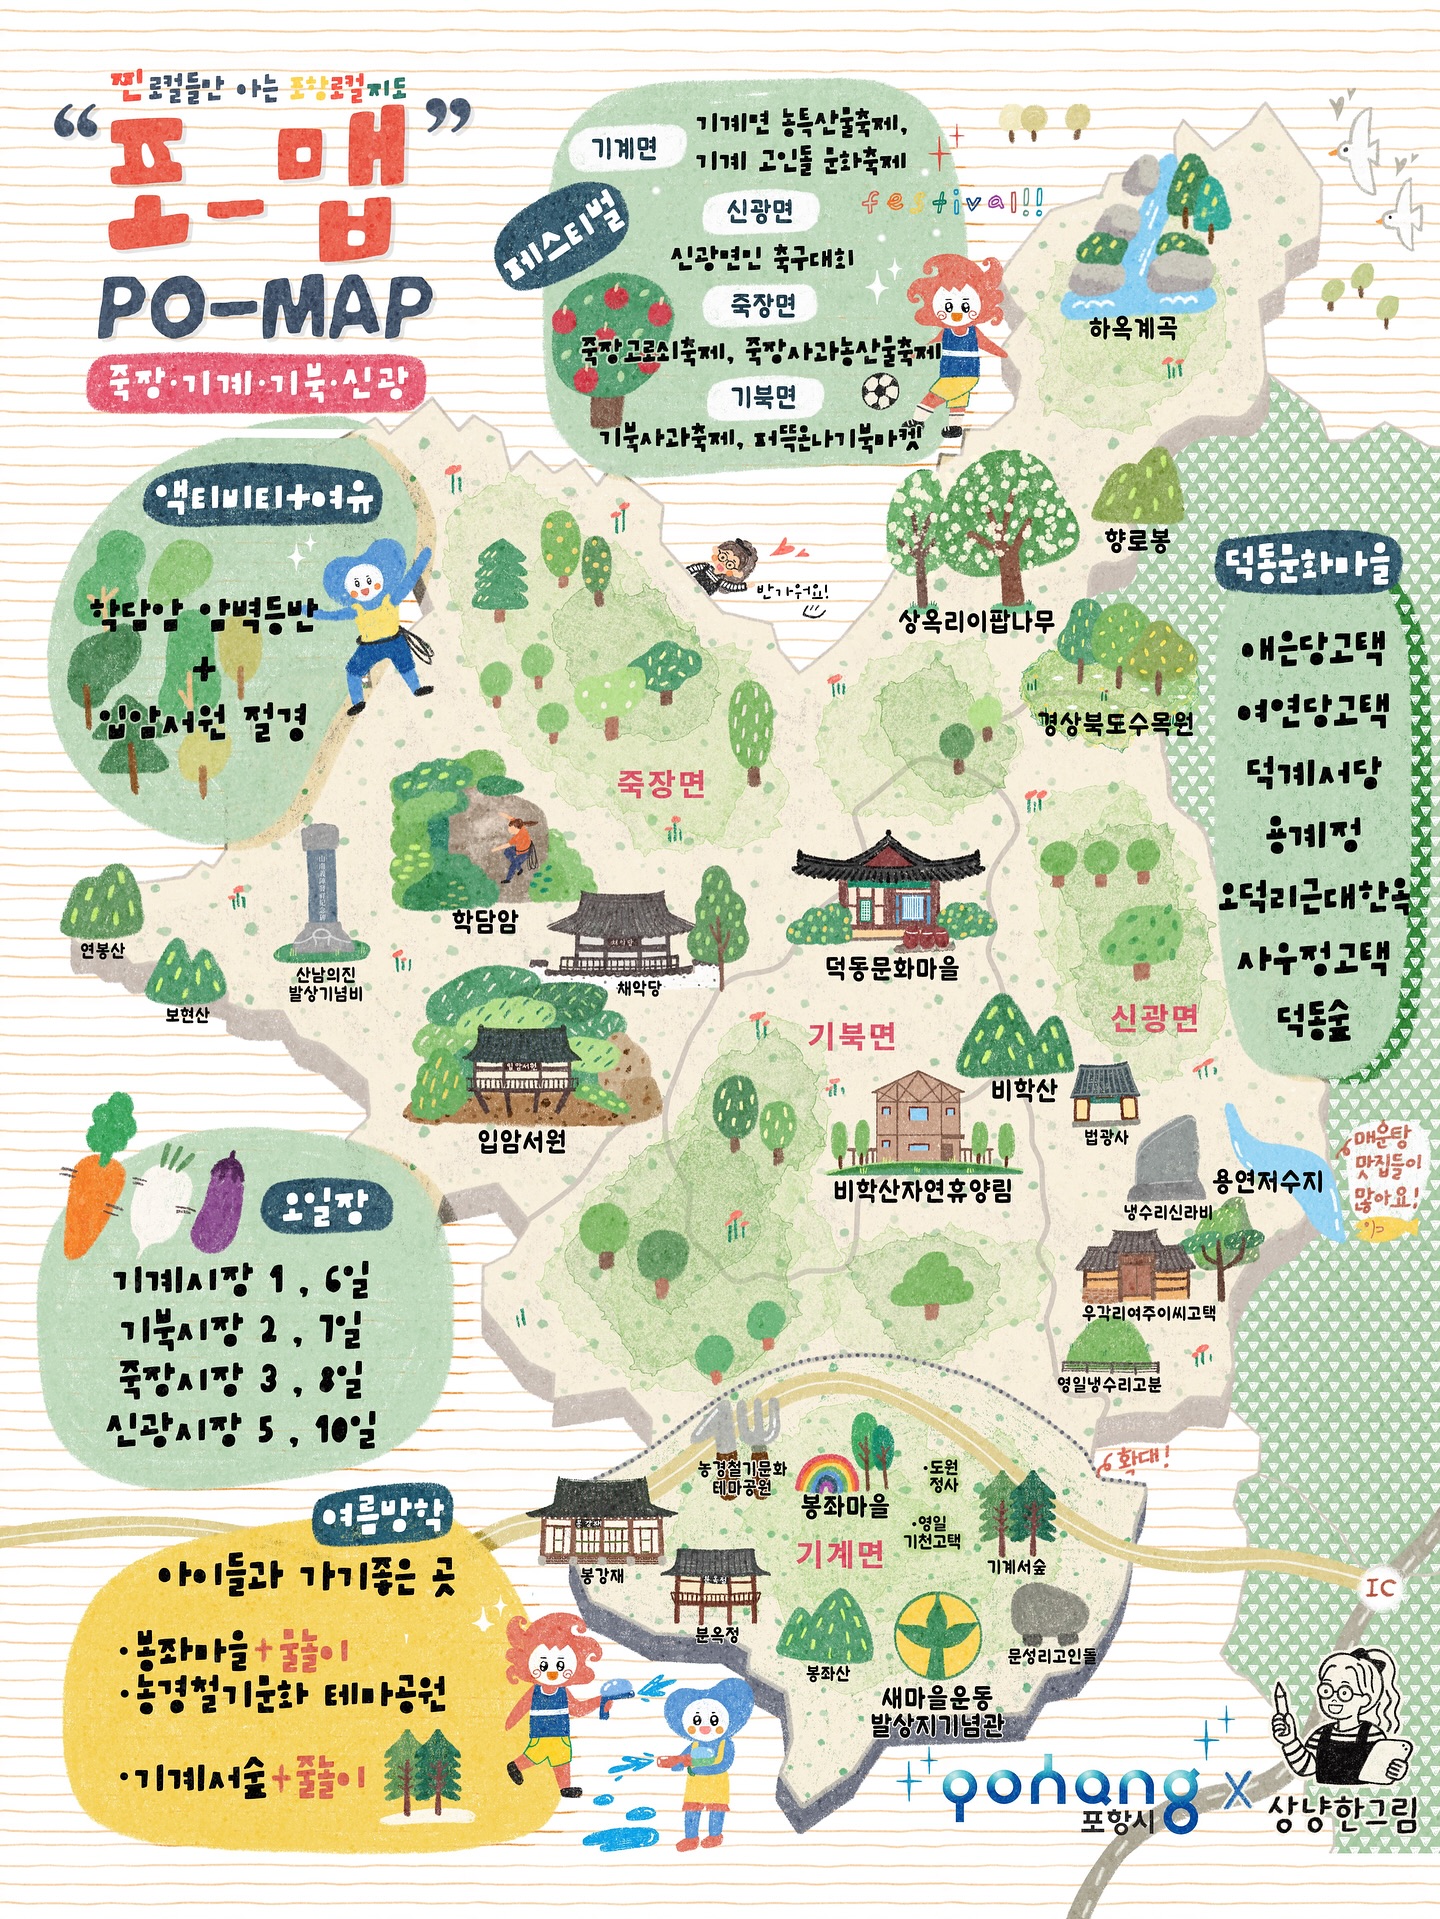 찐로컬들만 아는 포항로컬지도
“포-맵”
PO-MAP
죽장·기계·기북·신광
페스티벌
기계면
기계면 농특산물축제,
기계 고인돌 문화축제
festival!!
신광면
신광면민 축구대회
죽장면
죽장고로쇠축제, 죽장사과농산물축제
기북면
기북사과축제, 퍼뜩온나기북마켓
하옥계곡
액티비티+여유
학담암 암벽등반
+
입암서원 절경
반가워요!
향로봉
상옥리이팝나무
경상북도수목원
덕동문화마을
애은당고택
여연당고택
덕계서당
용계정
오덕리근대한옥
사우정고택
덕동숲
죽장면
학담암
채악당
덕동문화마을
연봉산
보현산
산남의진
발상기념비
입암서원
기북면
신광면
비학산
법광사
비학산자연휴양림
냉수리신라비
용연저수지
매운탕
맛집들이
많아요!
우각리여주이씨고택
영일냉수리고분
오일장
기계시장 1, 6일
기북시장 2, 7일
죽장시장 3, 8일
신광시장 5, 10일
확대!
농경철기문화
테마공원
봉좌마을
·도원
정사
·영일
기천고택
기계면
기계서숲
봉강재
분옥정
봉좌산
새마을운동
발상지기념관
문성리고인돌
IC
여름방학
아이들과 가기좋은 곳
·봉좌마을+물놀이
·농경철기문화 테마공원
·기계서숲+물놀이
pohang
포항시
X
상냥한그림